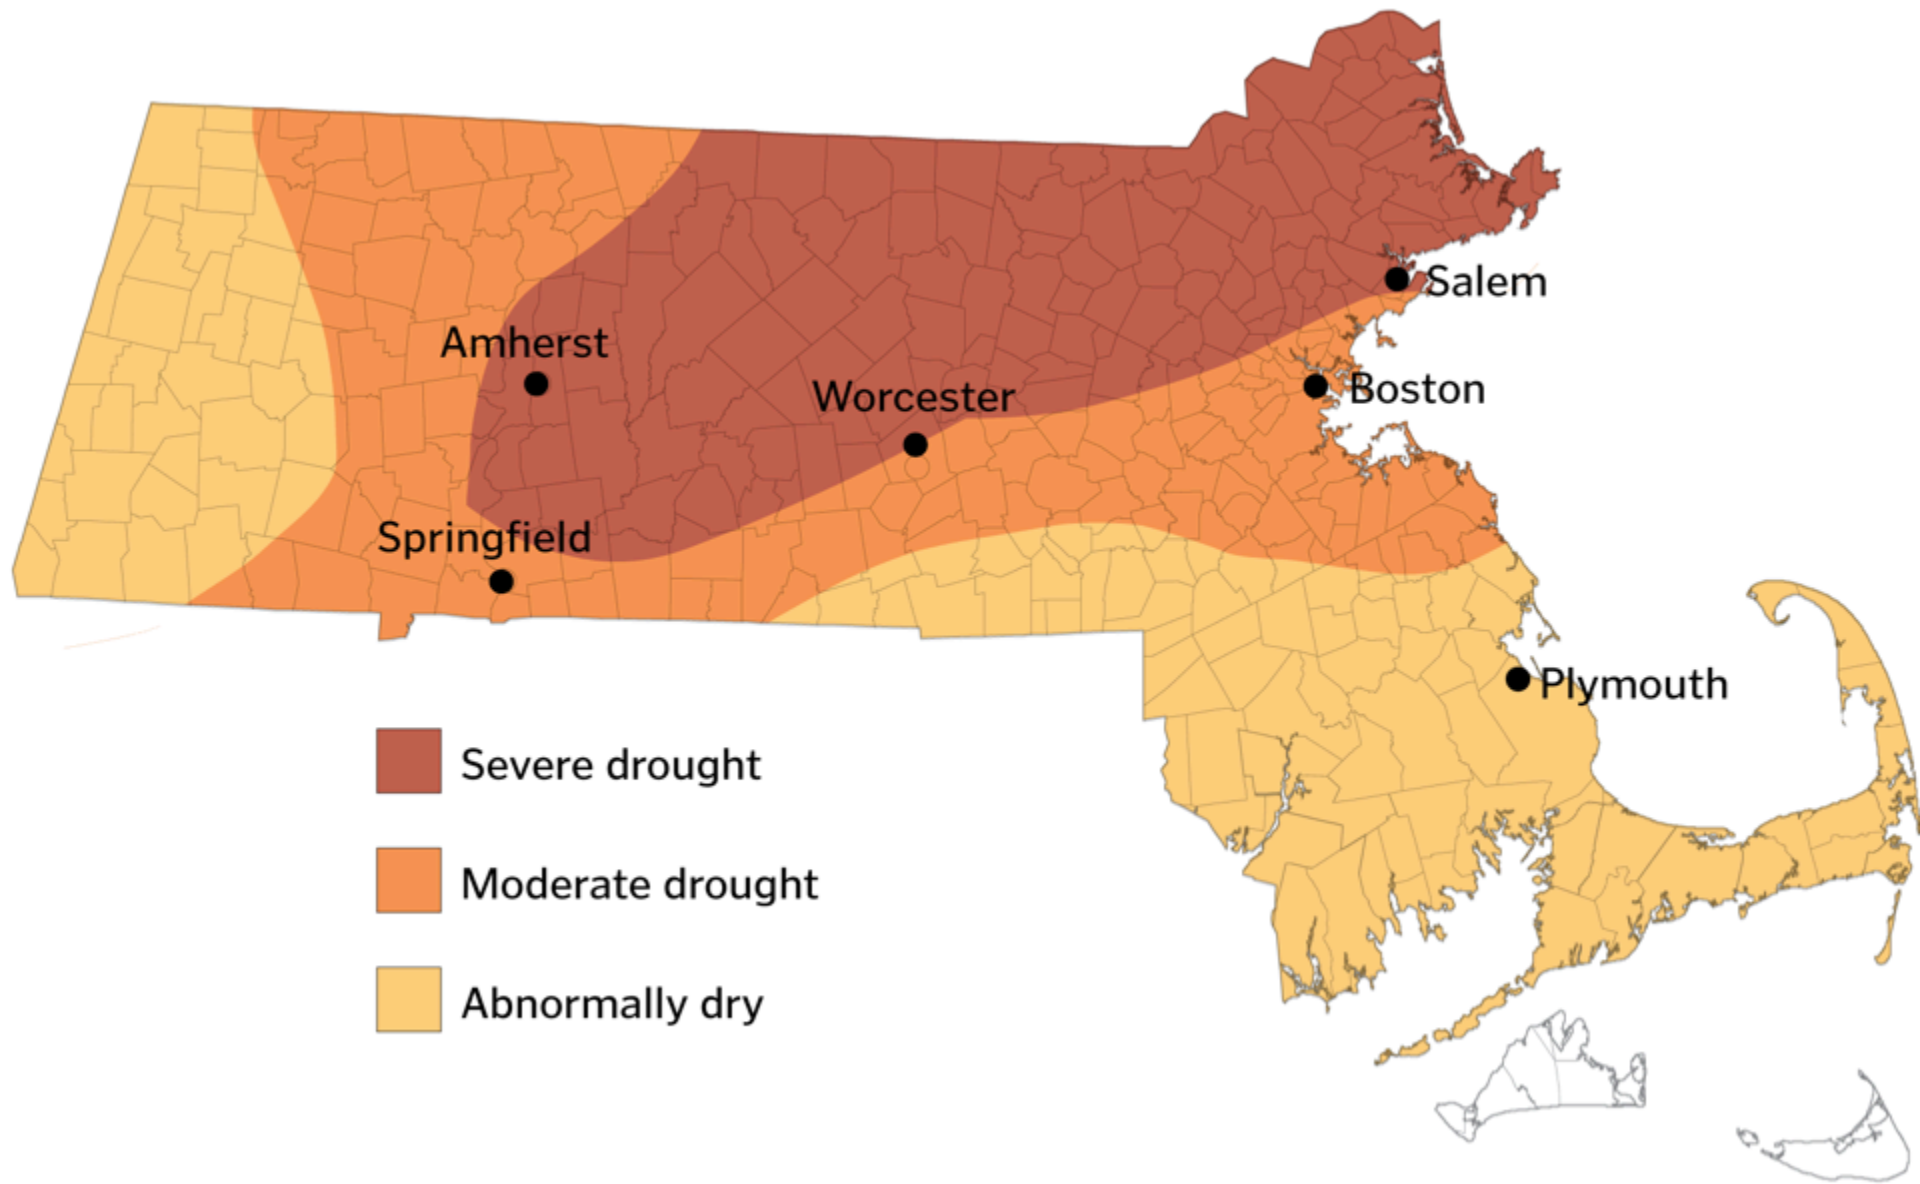 Salem
Amherst
Boston
Worcester
Springfield
Plymouth
Severe drought
Moderate drought
Abnormally dry